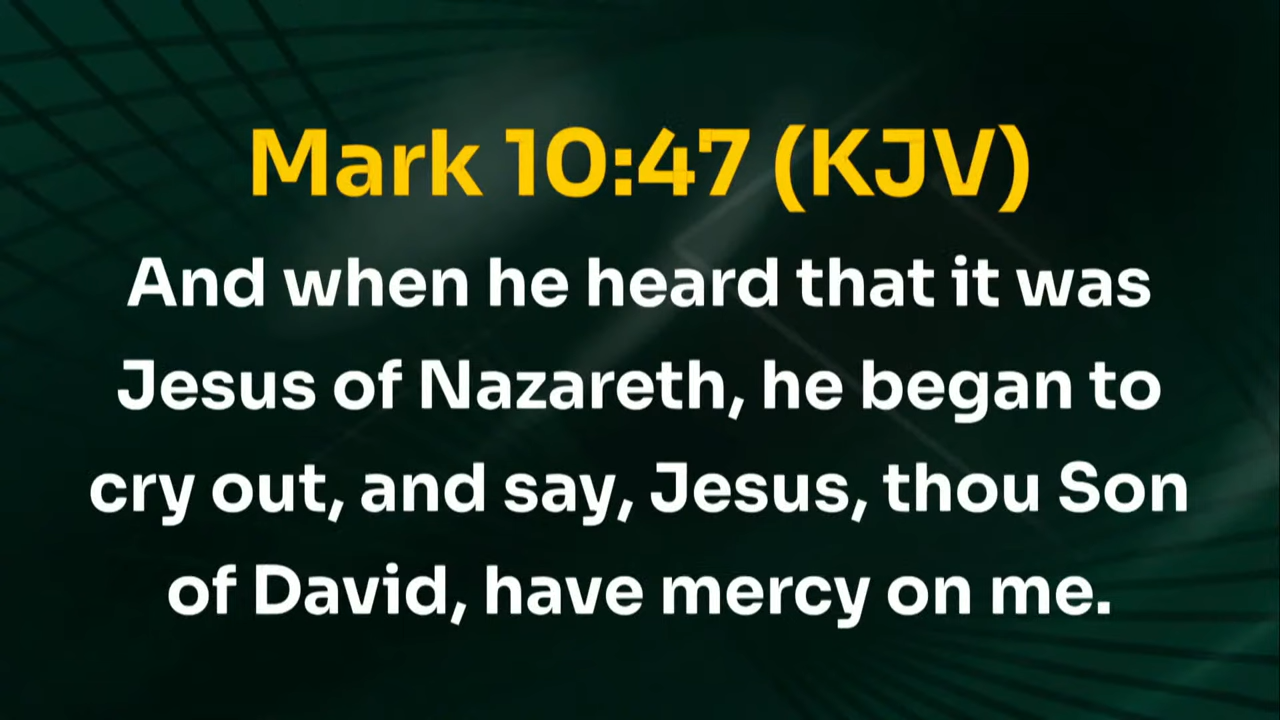 Mark 10:47 (KJV)
And when he heard that it was
Jesus of Nazareth, he began to
cry out, and say, Jesus, thou Son
of David, have mercy on me.